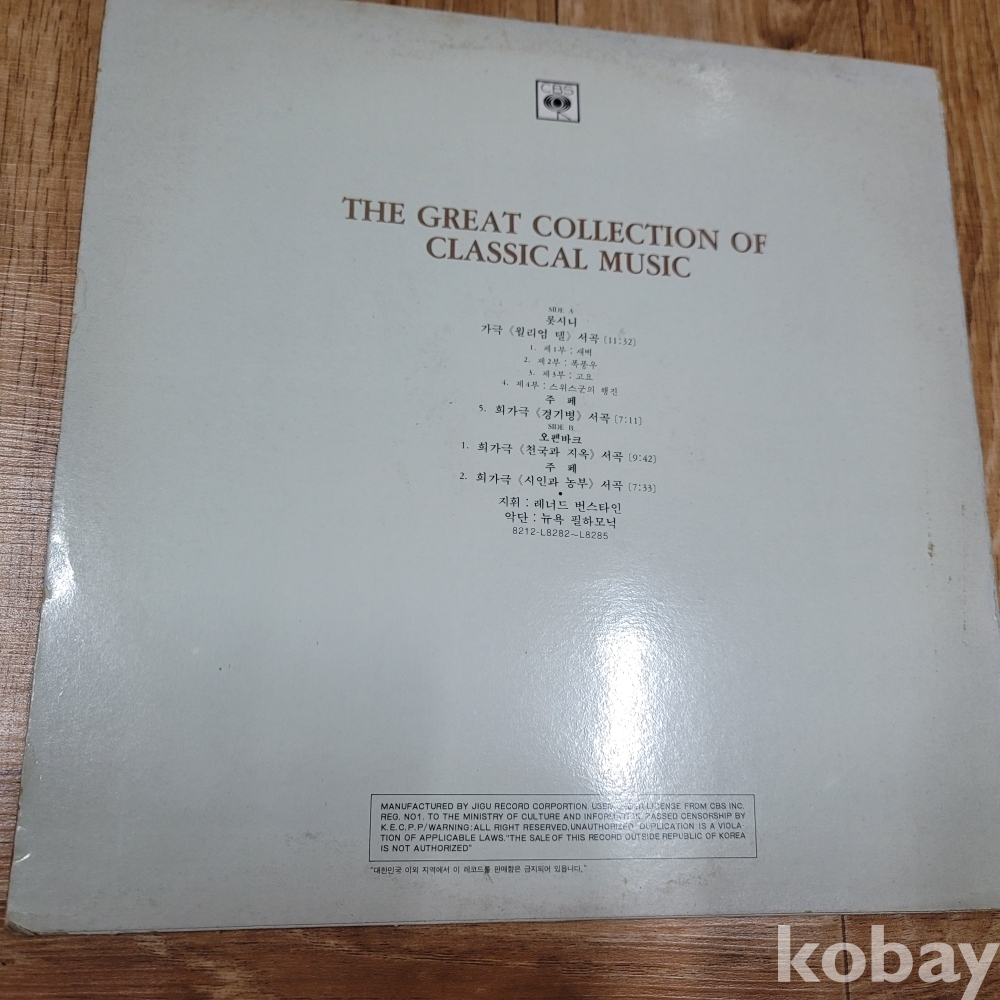 CBS
R
THE GREAT COLLECTION OF
CLASSICAL MUSIC
SIDE A
롯시니
가극《윌리엄 텔》서곡 [11:32]
1. 제1부 : 새벽
2. 제2부 : 폭풍우
3. 제3부 : 고요
4. 제4부 : 스위스군의 행진
주 페
5. 희가극《경기병》서곡 [7:11]
SIDE B
오펜바크
1. 희가극《천국과 지옥》서곡 [9:42]
주 페
2. 희가극《시인과 농부》서곡 [7:33]
지휘 : 레너드 번스타인
악단 : 뉴욕 필하모닉
8212-L8282~L8285
MANUFACTURED BY JIGU RECORD CORPORTION LICENSE FROM CBS INC.
REG. NO1. TO THE MINISTRY OF CULTURE AND INFORMATION. PASSED CENSORSHIP BY
K.E.C.P.P/WARNING:ALL RIGHT RESERVED, UNAUTHORIZED DUPLICATION IS A VIOLA-
TION OF APPLICABLE LAWS."THE SALE OF THIS RECORD OUTSIDE REPUBLIC OF KOREA
IS NOT AUTHORIZED"
"대한민국 이외 지역에서 이 레코드를 판매함은 금지되어 있읍니다."
kobay